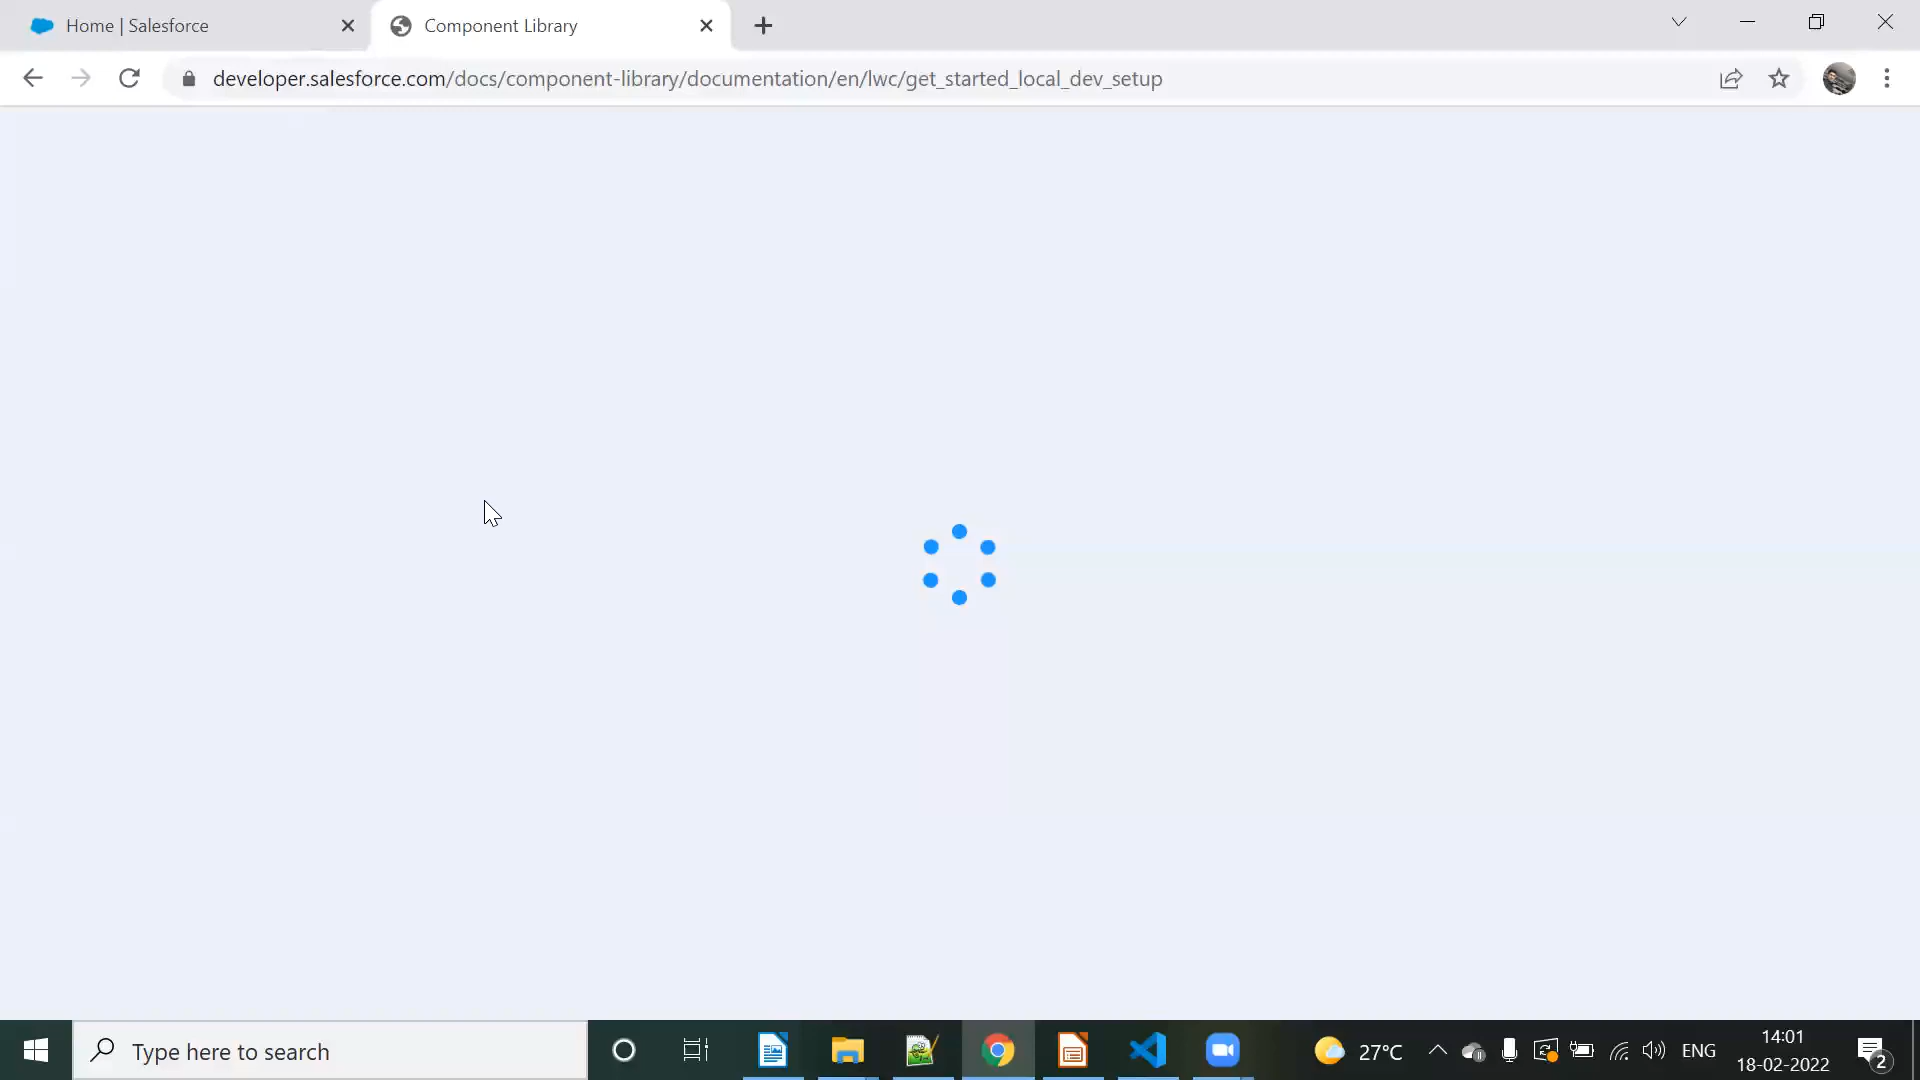 Home | Salesforce
Component Library
developer.salesforce.com/docs/component-library/documentation/en/lwc/get_started_local_dev_setup
Type here to search
27°C
ENG
14:01
18-02-2022
2